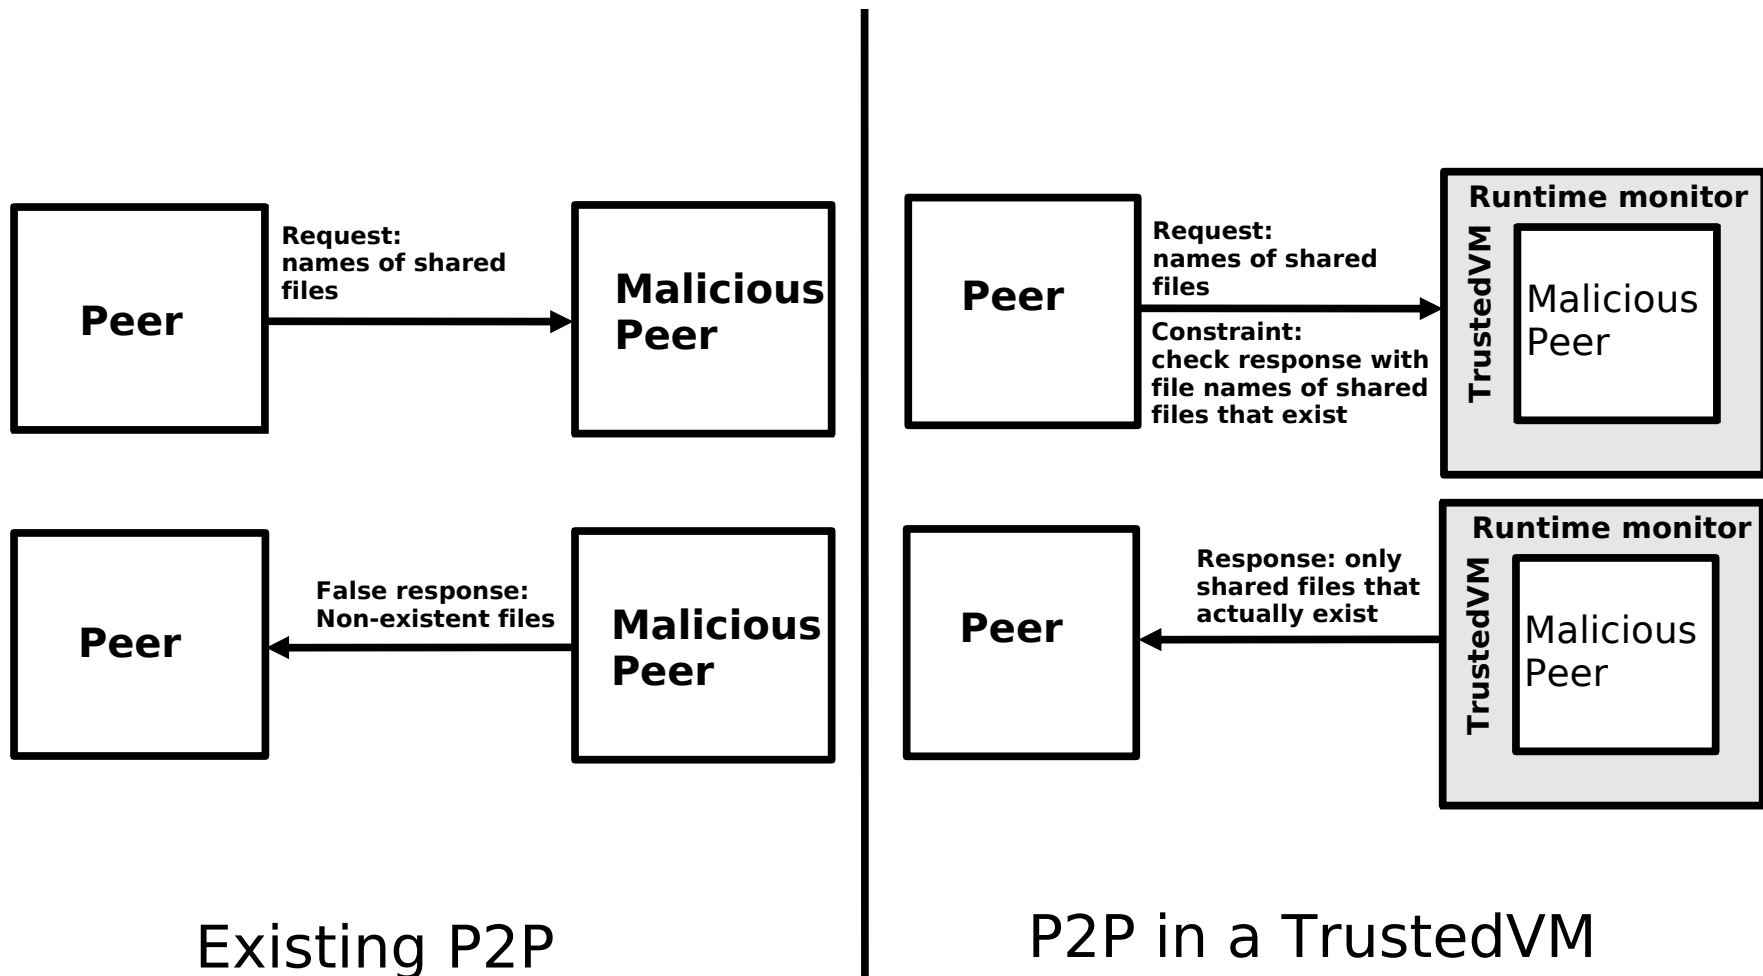 Peer
Request:
names of shared
files
Malicious
Peer
Peer
False response:
Non-existent files
Malicious
Peer
Existing P2P
Peer
Request:
names of shared
files
Constraint:
check response with
file names of shared
files that exist
Runtime monitor
TrustedVM
Malicious
Peer
Peer
Response: only
shared files that
actually exist
Runtime monitor
TrustedVM
Malicious
Peer
P2P in a TrustedVM